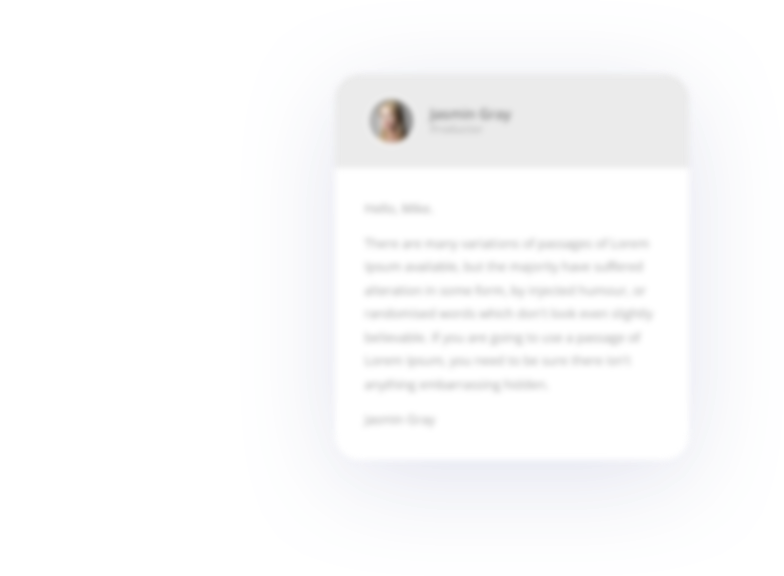 Jasmin Gray
Production
Hello, Mike,
There are many variations of passages of Lorem
Ipsum available, but the majority have suffered
alteration in some form, by injected humour, or
randomised words which don't look even slightly
believable. If you are going to use a passage of
Lorem Ipsum, you need to be sure there isn't
anything embarrassing hidden.
Jasmin Gray